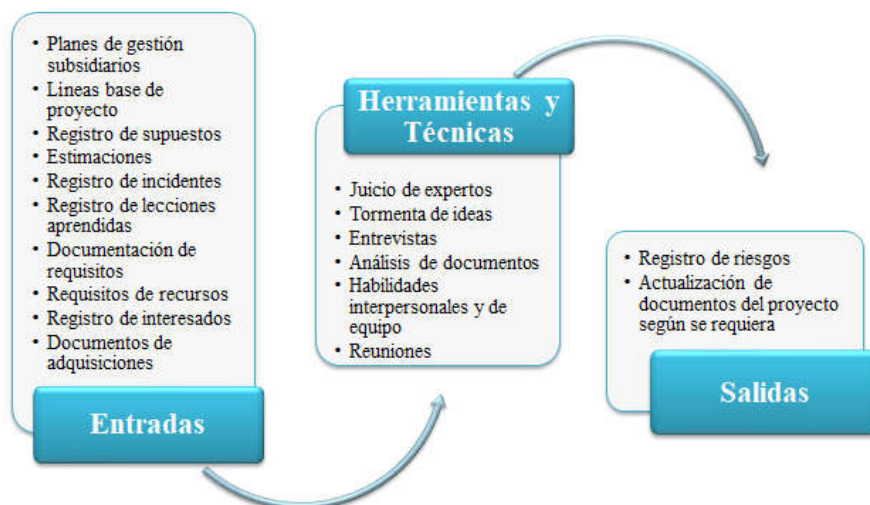 • Planes de gestión
subsidiarios
• Lineas base de
proyecto
• Registro de supuestos
• Estimaciones
• Registro de incidentes
• Registro de lecciones
aprendidas
• Documentación de
requisitos
• Requisitos de recursos
• Registro de interesados
• Documentos de
adquisiciones
Entradas
Herramientas y
Técnicas
• Juicio de expertos
• Tormenta de ideas
• Entrevistas
• Análisis de documentos
• Habilidades
interpersonales y de
equipo
• Reuniones
• Registro de riesgos
• Actualización de
documentos del proyecto
según se requiera
Salidas